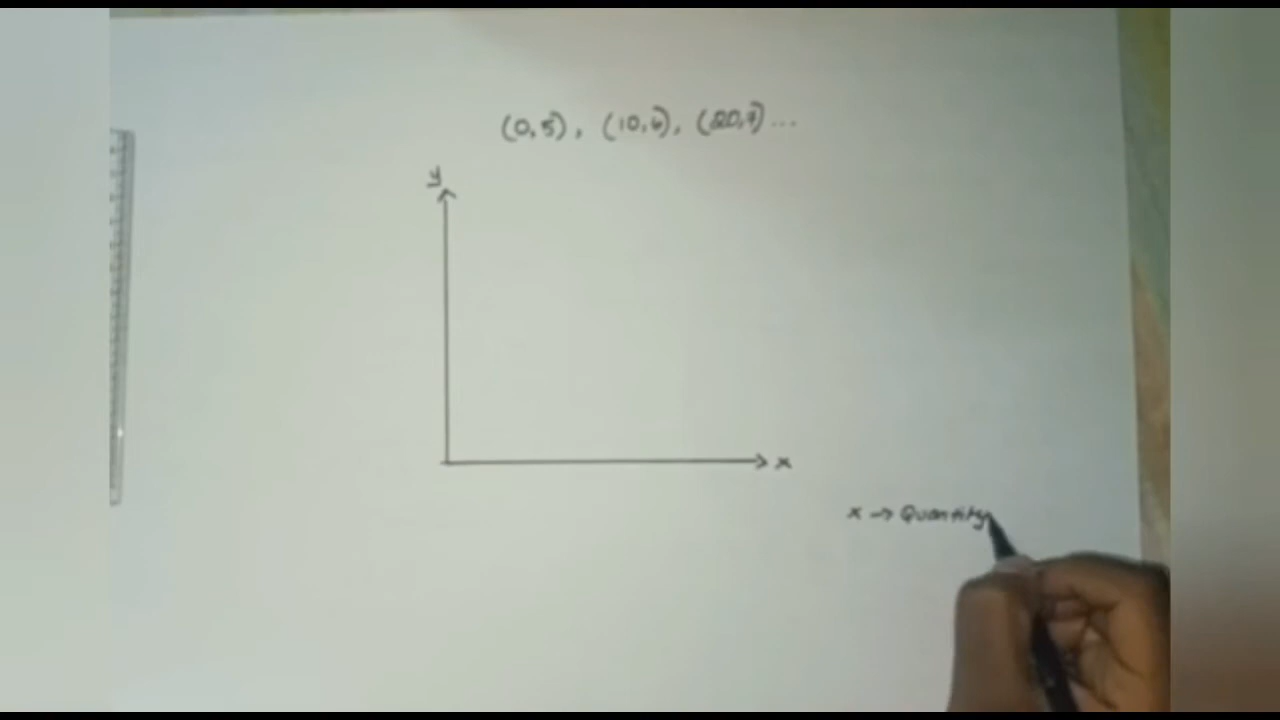 (0,5), (10,6), (20,7)...
y
x
x → Quantity